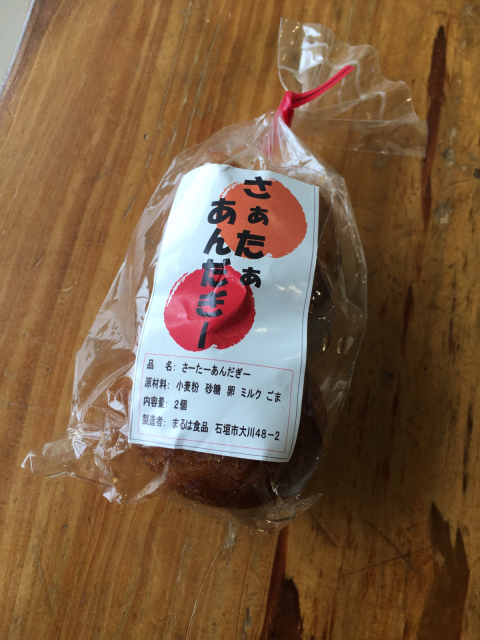 さぁたぁ
あんだぎー
品　名: さーたーあんだぎー
原材料: 小麦粉 砂糖 卵 ミルク ごま
内容量: 2個
製造者: まるは食品 石垣市大川48-2